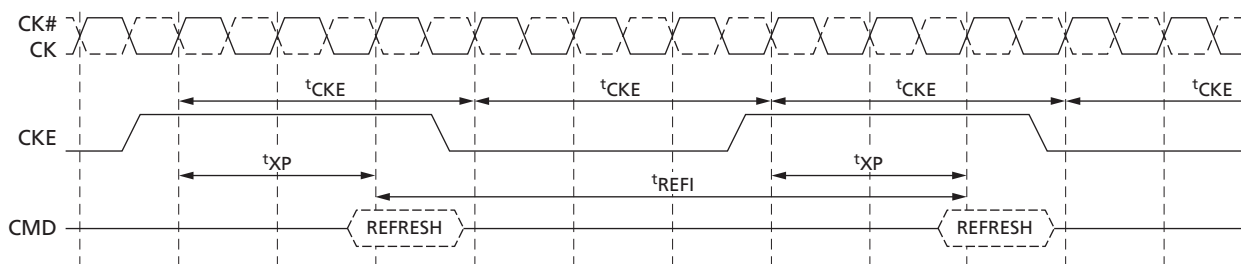 CK#
CK
tCKE tCKE tCKE tCKE
CKE
tXP tXP
tREFI
CMD REFRESH REFRESH